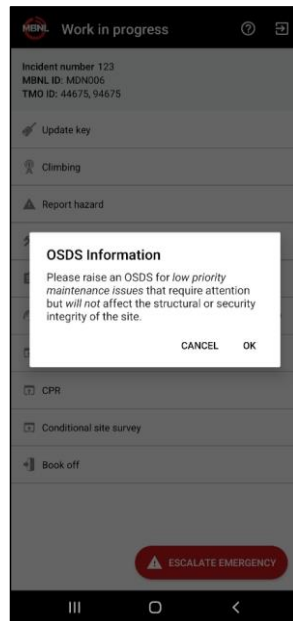 MBNL Work in progress
Incident number 123
MBNL ID: MDN006
TMO ID: 44675, 94675
Update key
Climbing
Report hazard
OSDS Information
Please raise an OSDS for low priority
maintenance issues that require attention
but will not affect the structural or security
integrity of the site.
CANCEL OK
CPR
Conditional site survey
Book off
ESCALATE EMERGENCY